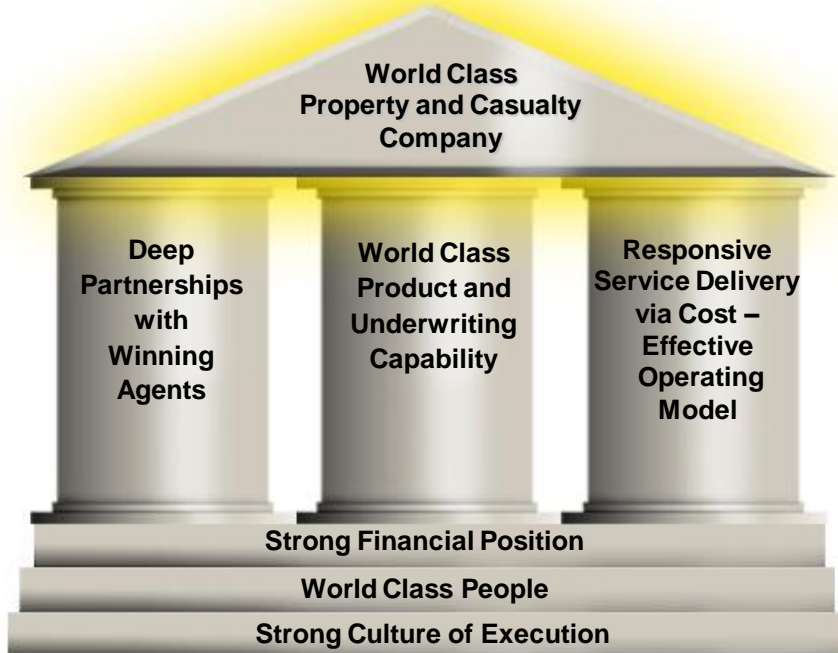 World Class
Property and Casualty
Company
Deep
Partnerships
with
Winning
Agents
World Class
Product and
Underwriting
Capability
Responsive
Service Delivery
via Cost –
Effective
Operating
Model
Strong Financial Position
World Class People
Strong Culture of Execution